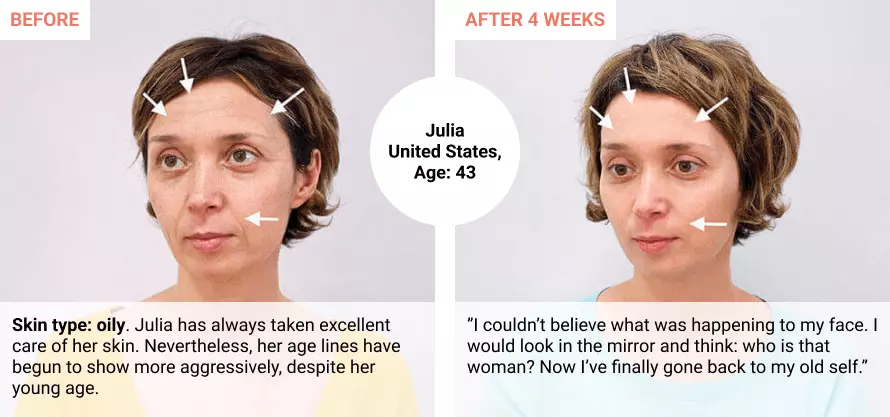 BEFORE
AFTER 4 WEEKS
Julia
United States,
Age: 43
Skin type: oily. Julia has always taken excellent
care of her skin. Nevertheless, her age lines have
begun to show more aggressively, despite her
young age.
”I couldn’t believe what was happening to my face. I
would look in the mirror and think: who is that
woman? Now I’ve finally gone back to my old self.”